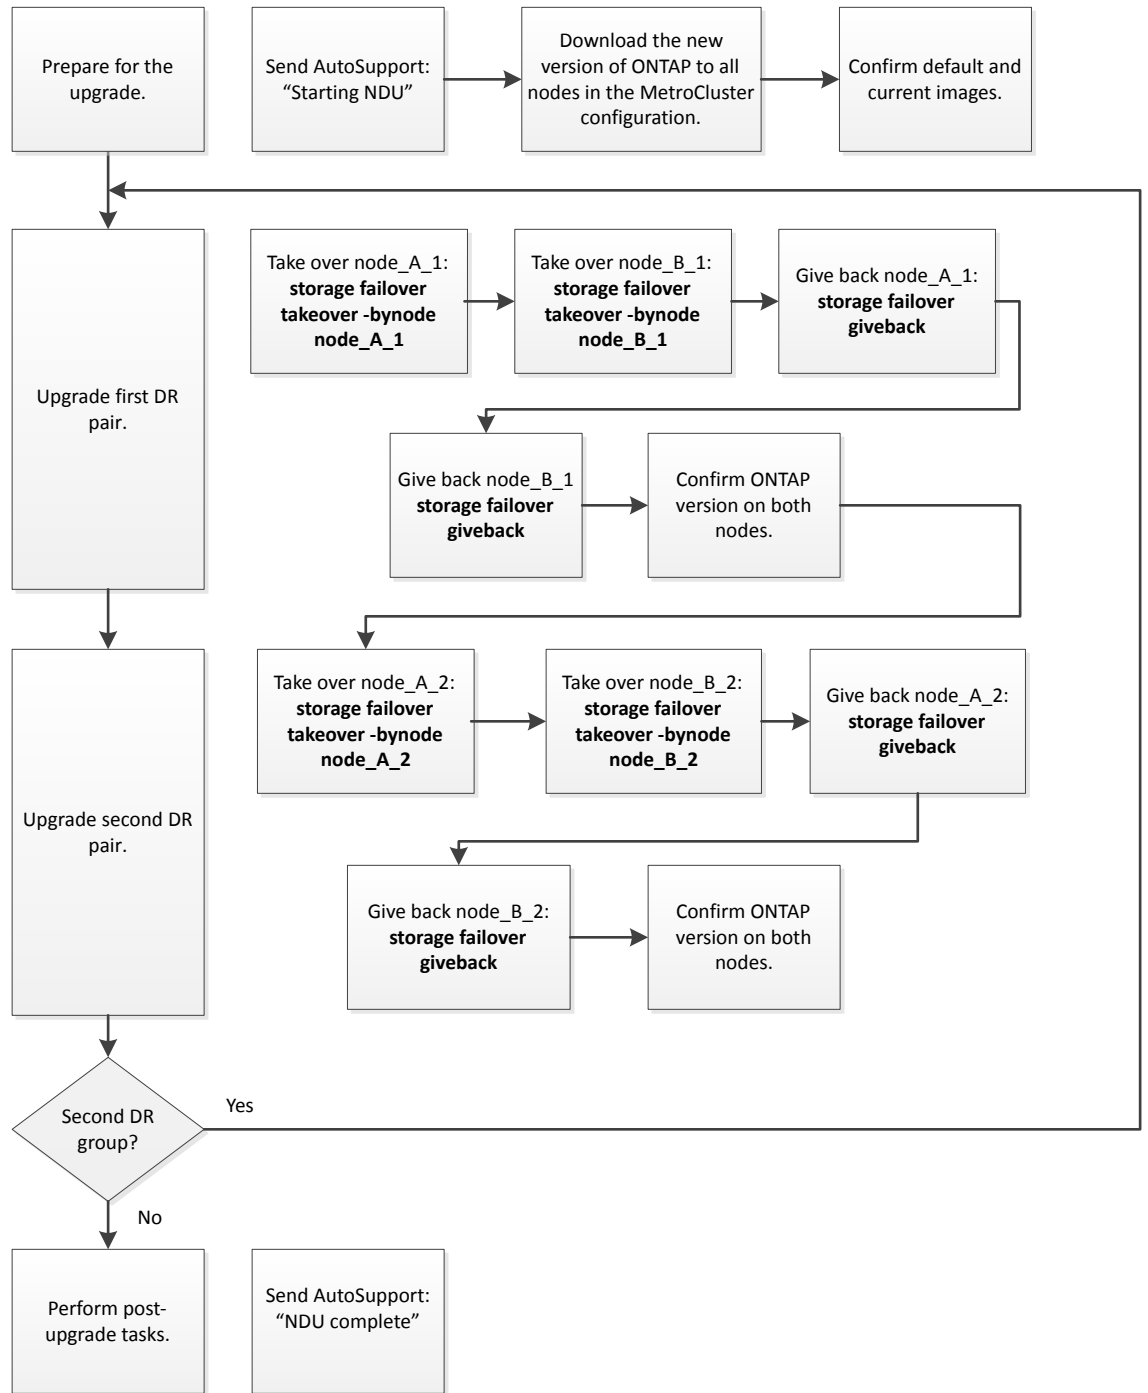 Prepare for the
upgrade.
Send AutoSupport:
“Starting NDU”
Download the new
version of ONTAP to all
nodes in the MetroCluster
configuration.
Confirm default and
current images.
Upgrade first DR
pair.
Take over node_A_1:
storage failover
takeover -bynode
node_A_1
Take over node_B_1:
storage failover
takeover -bynode
node_B_1
Give back node_A_1:
storage failover
giveback
Give back node_B_1
storage failover
giveback
Confirm ONTAP
version on both
nodes.
Upgrade second DR
pair.
Take over node_A_2:
storage failover
takeover -bynode
node_A_2
Take over node_B_2:
storage failover
takeover -bynode
node_B_2
Give back node_A_2:
storage failover
giveback
Give back node_B_2:
storage failover
giveback
Confirm ONTAP
version on both
nodes.
Second DR
group?
Yes
No
Perform post-
upgrade tasks.
Send AutoSupport:
“NDU complete”